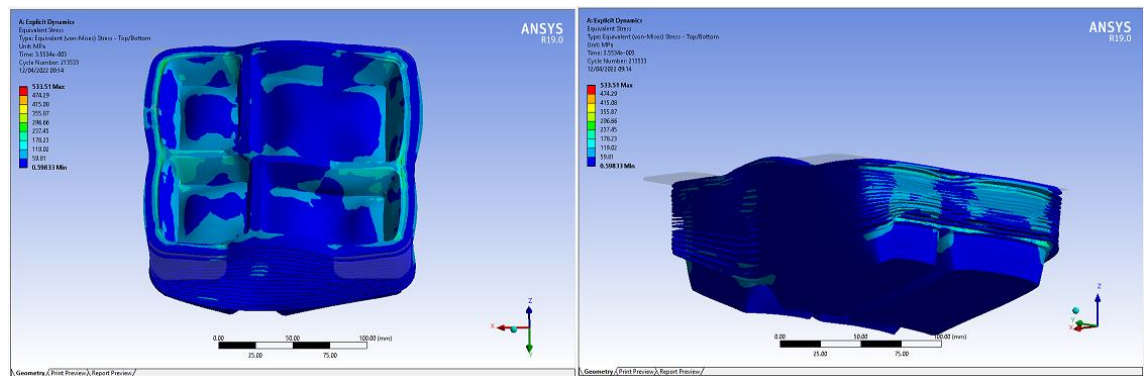 A: Explicit Dynamics
Equivalent Stress
Type: Equivalent (von-Mises) Stress - Top/Bottom
Unit: MPa
Time: 3.5534e-003
Cycle Number: 213533
12/04/2022 09:14
533.51 Max
474.29
415.08
355.87
296.66
237.45
178.23
119.02
59.81
0.59833 Min
ANSYS
R19.0
X
Z
Y
0.00
50.00
100.00 (mm)
25.00
75.00
Geometry Print Preview Report Preview
A: Explicit Dynamics
Equivalent Stress
Type: Equivalent (von-Mises) Stress - Top/Bottom
Unit: MPa
Time: 3.5534e-003
Cycle Number: 213533
12/04/2022 09:14
533.51 Max
474.29
415.08
355.87
296.66
237.45
178.23
119.02
59.81
0.59833 Min
ANSYS
R19.0
Z
Y
X
0.00
50.00
100.00 (mm)
25.00
75.00
Geometry Print Preview Report Preview